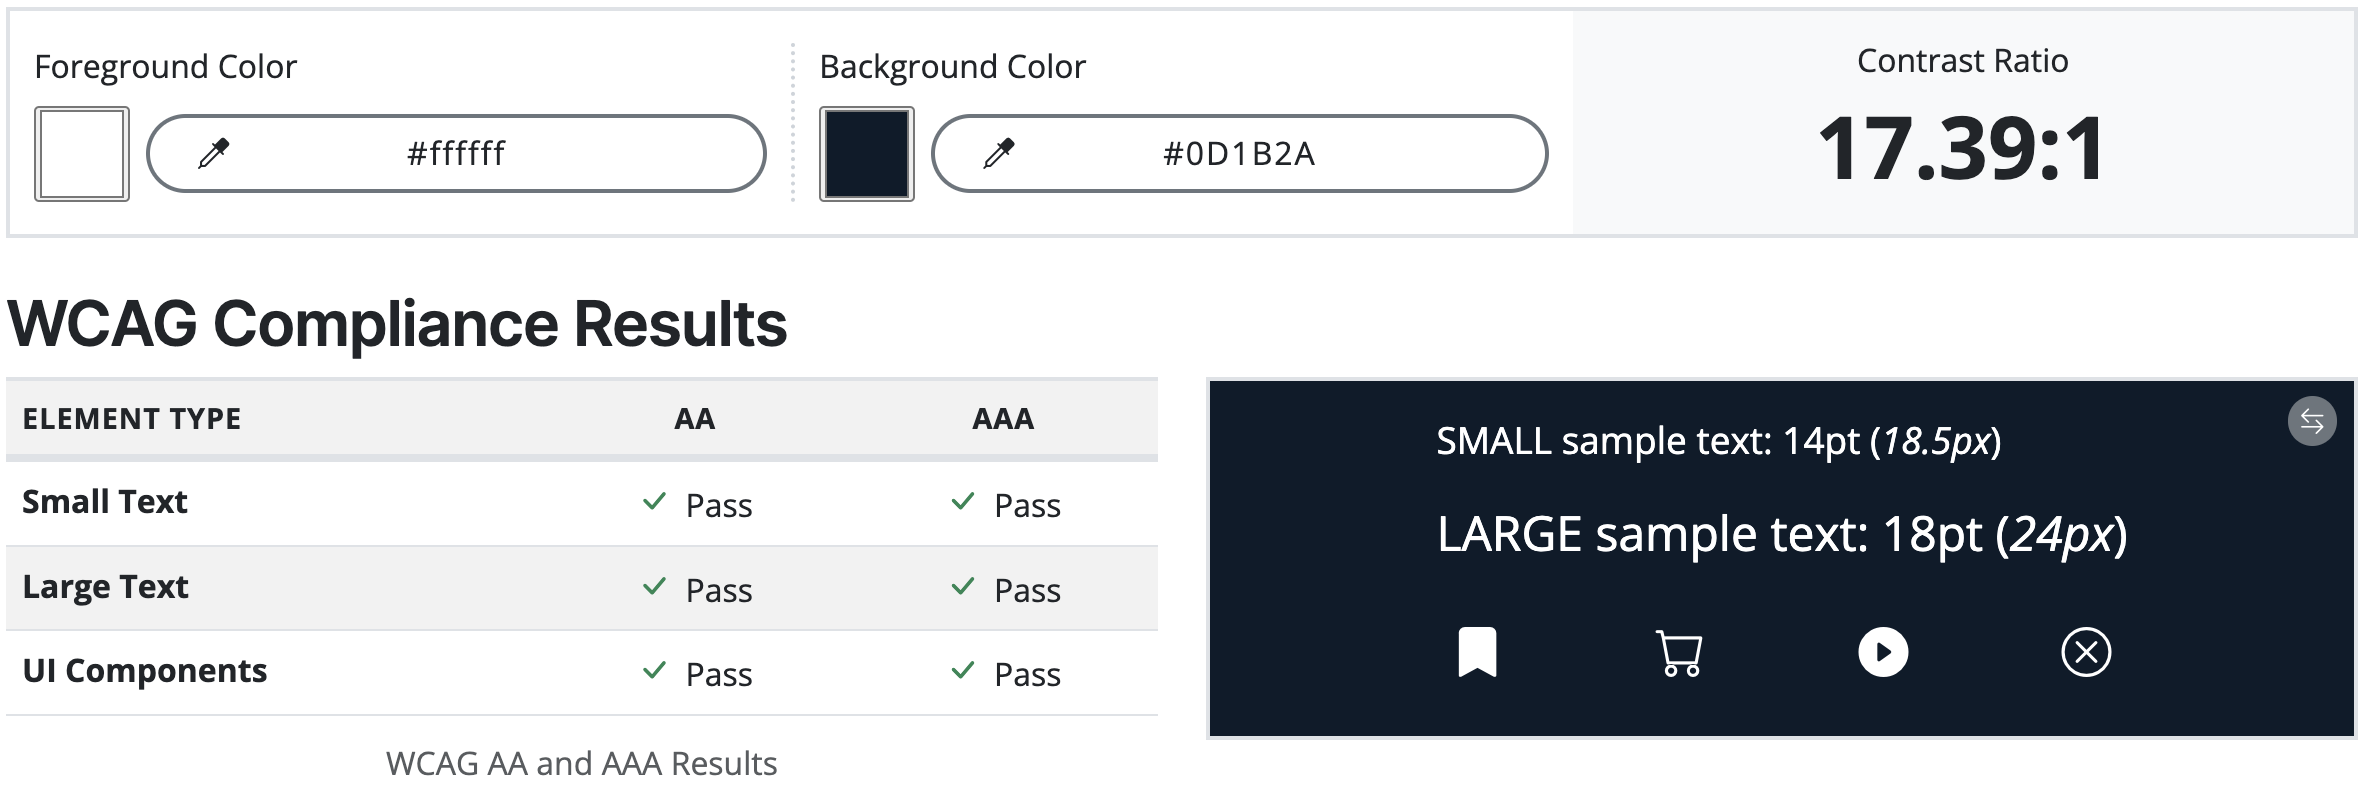 Foreground Color
#ffffff
Background Color
#0D1B2A
Contrast Ratio
17.39:1
WCAG Compliance Results
ELEMENT TYPE AA AAA
Small Text Pass Pass
Large Text Pass Pass
UI Components Pass Pass
WCAG AA and AAA Results
SMALL sample text: 14pt (18.5px)
LARGE sample text: 18pt (24px)